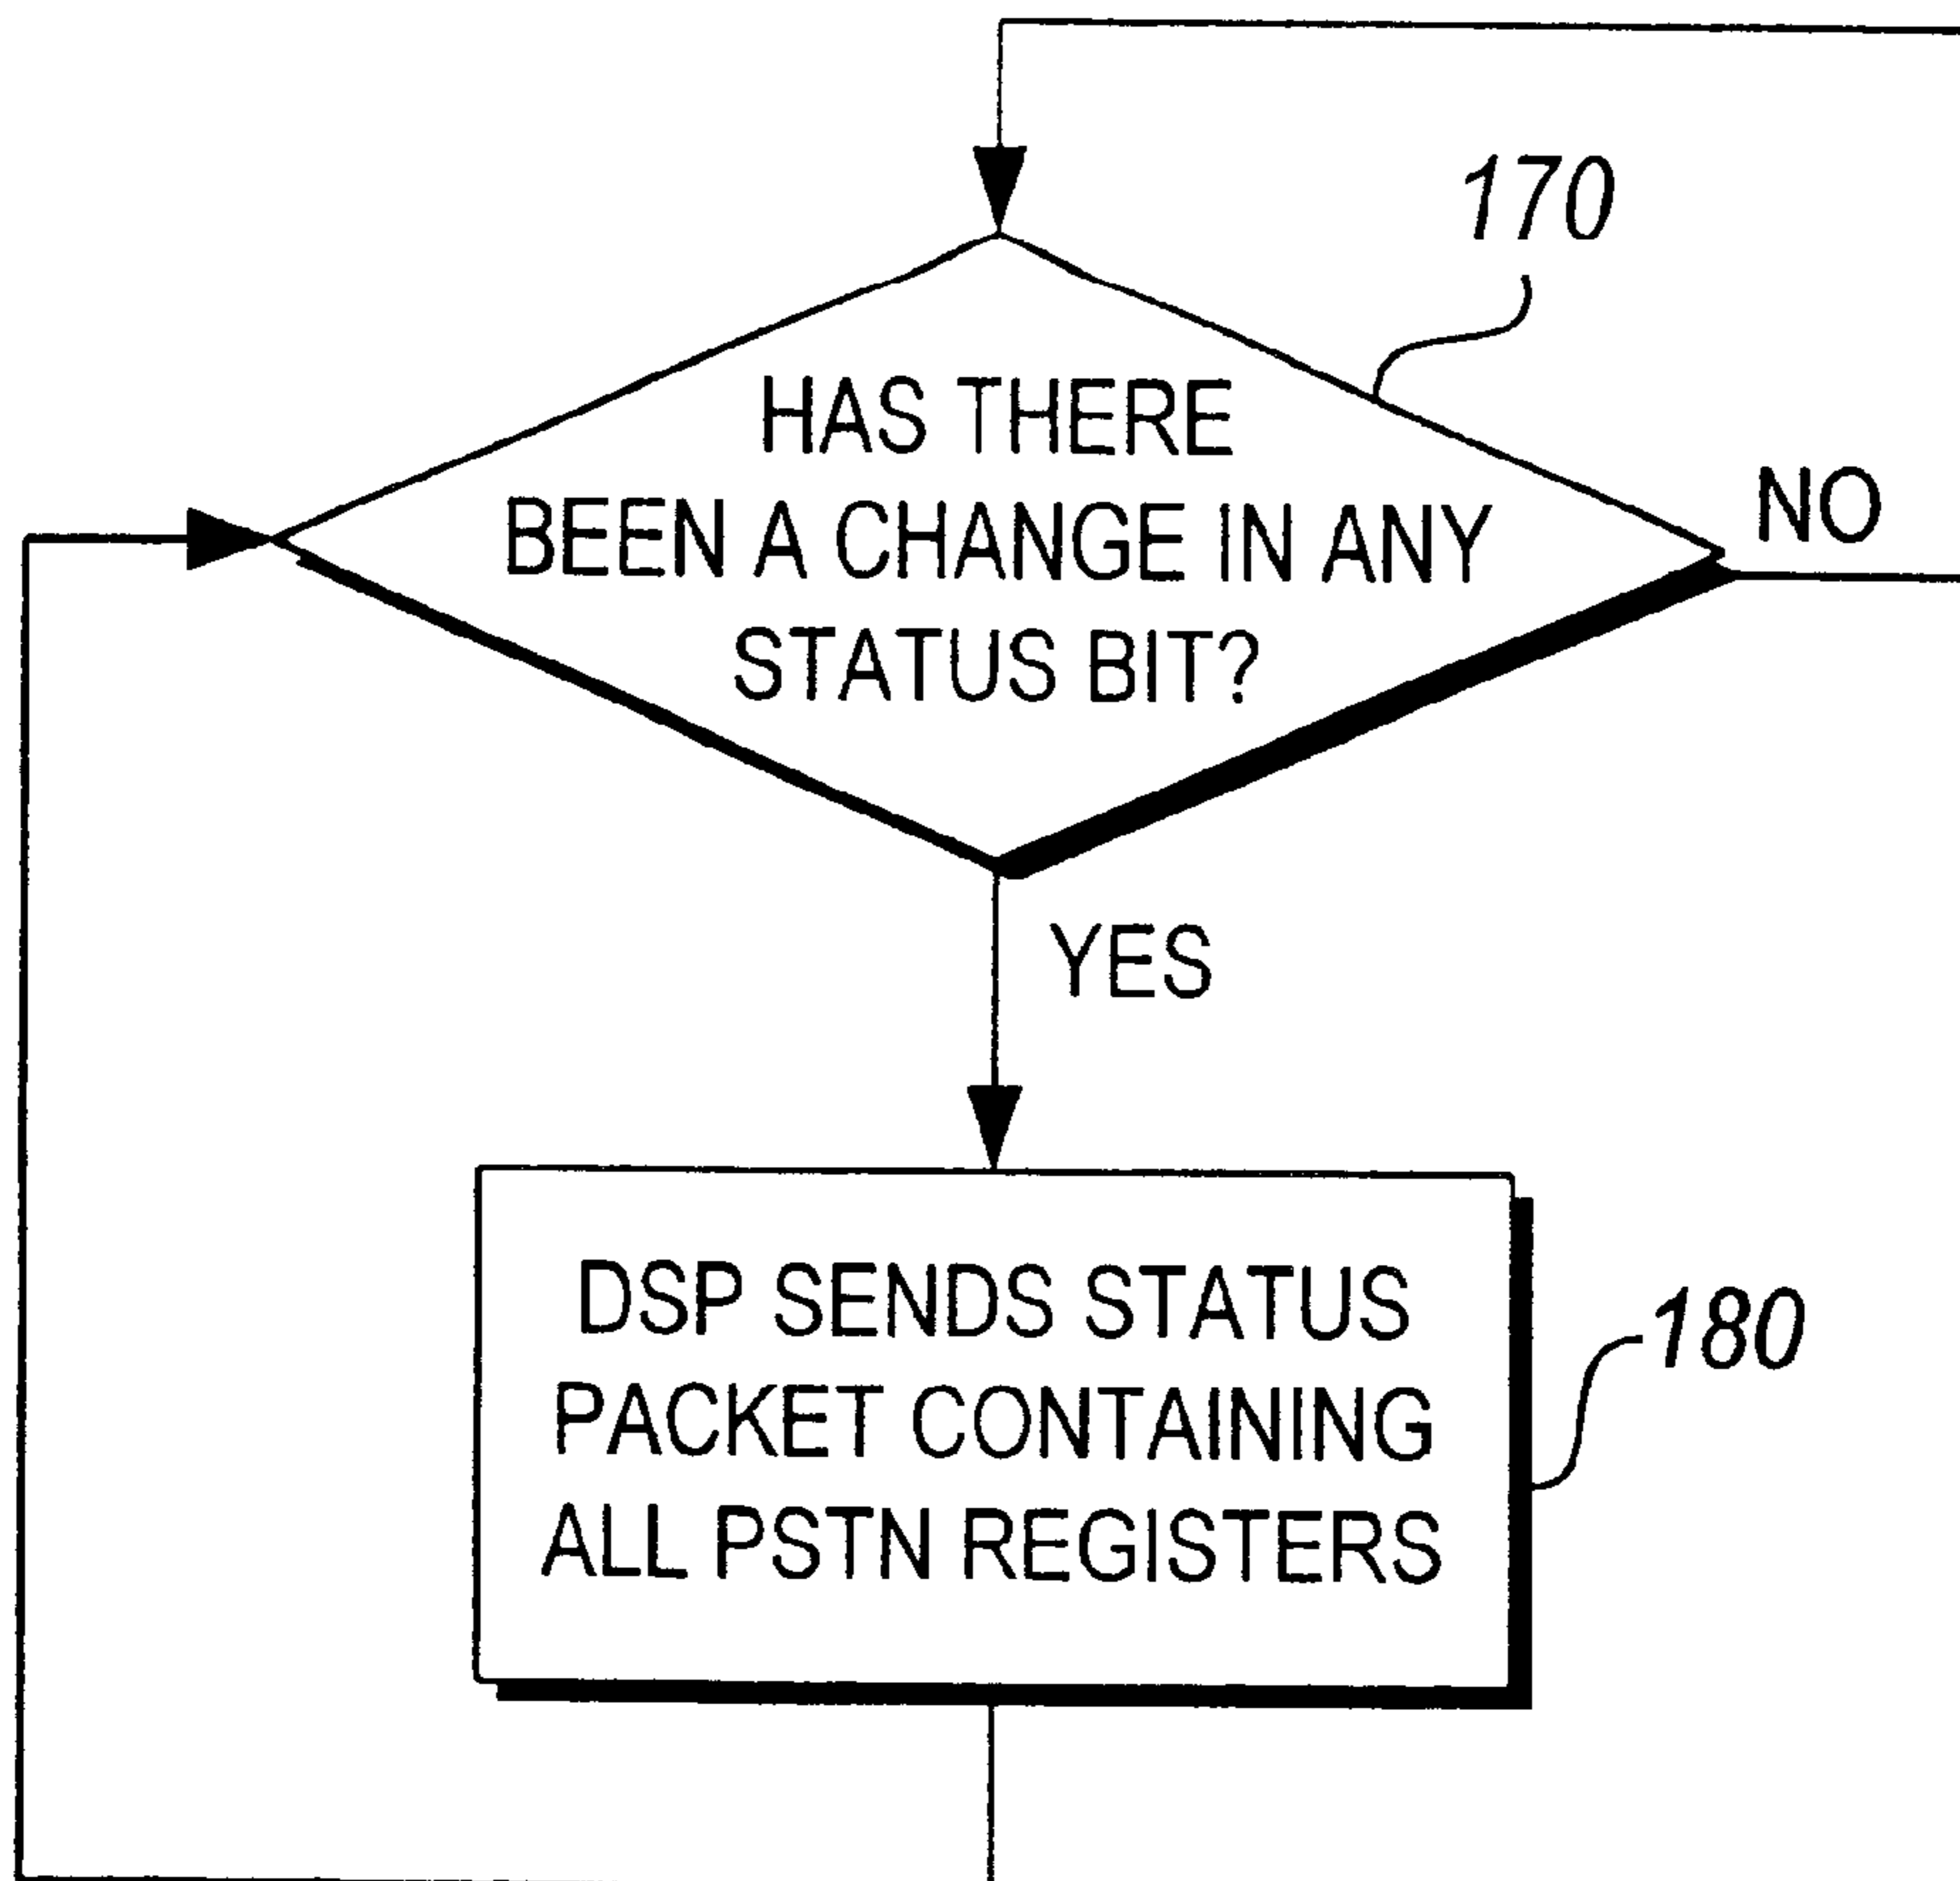 170
HAS THERE
BEEN A CHANGE IN ANY
STATUS BIT?
NO
YES
DSP SENDS STATUS
PACKET CONTAINING
ALL PSTN REGISTERS
180